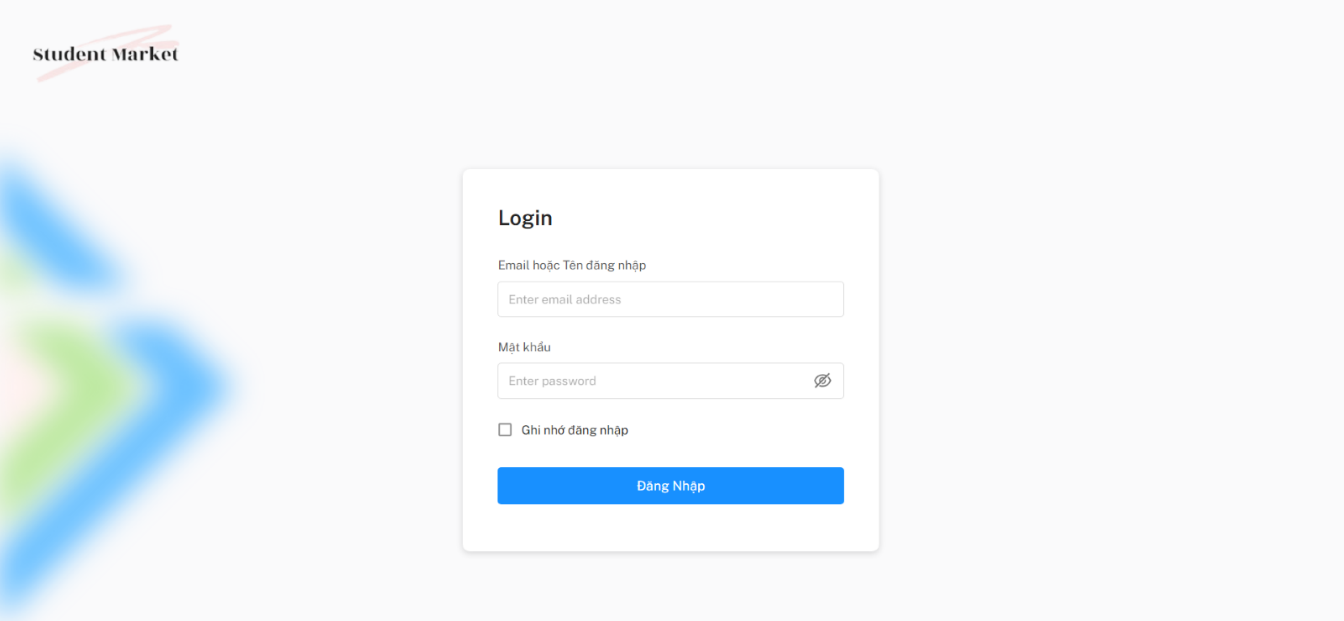 Student Market
Login
Email hoặc Tên đăng nhập
Enter email address
Mật khẩu
Enter password
Ghi nhớ đăng nhập
Đăng Nhập